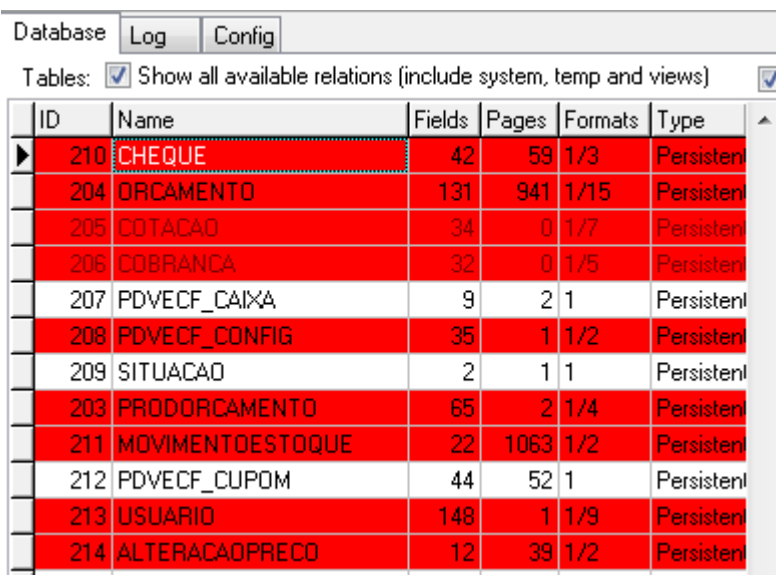 Database Log Config
Tables: Show all available relations (include system, temp and views)
ID Name Fields Pages Formats Type
210 CHEQUE 42 59 1/3 Persistent
204 ORCAMENTO 131 941 1/15 Persistent
205 COTACAO 34 0 1/7 Persistent
206 COBRANCA 32 0 1/5 Persistent
207 PDVECF_CAIXA 9 2 1 Persistent
208 PDVECF_CONFIG 35 1 1/2 Persistent
209 SITUACAO 2 1 1 Persistent
203 PRODORCAMENTO 65 2 1/4 Persistent
211 MOVIMENTOESTOQUE 22 1063 1/2 Persistent
212 PDVECF_CUPOM 44 52 1 Persistent
213 USUARIO 148 1 1/9 Persistent
214 ALTERACAOPRECO 12 39 1/2 Persistent